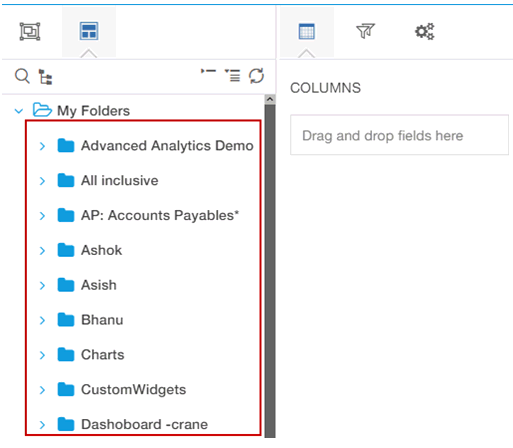 COLUMNS
My Folders
Drag and drop fields here
Advanced Analytics Demo
All inclusive
AP: Accounts Payables*
Ashok
Asish
Bhanu
Charts
CustomWidgets
Dashoboard -crane